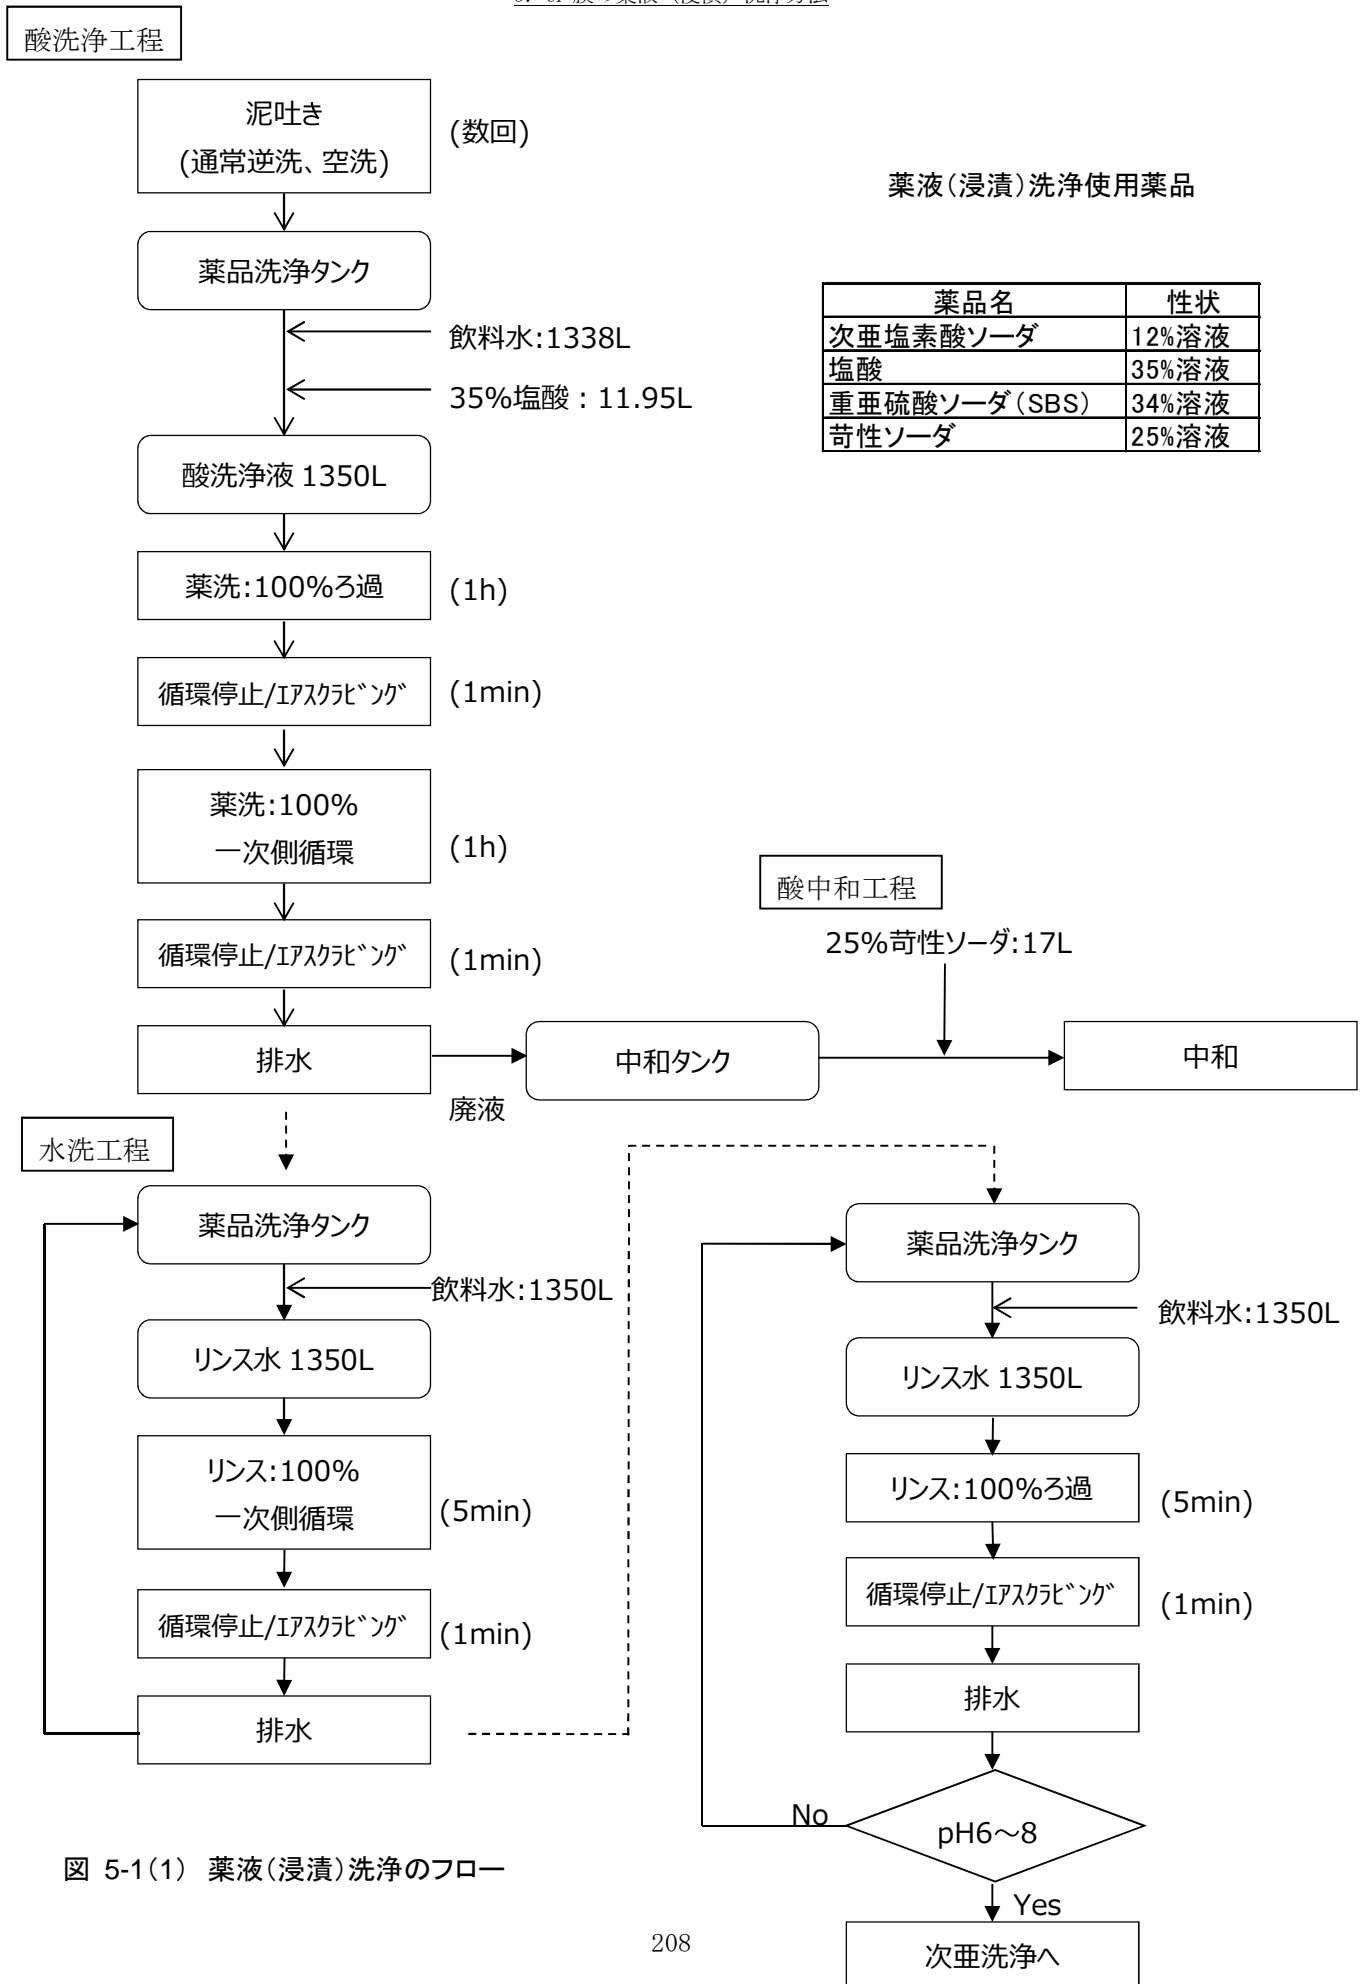 酸洗浄工程
泥吐き
(通常逆洗、空洗)
(数回)
薬品洗浄タンク
飲料水:1338L
35%塩酸：11.95L
酸洗浄液 1350L
薬洗:100%ろ過
(1h)
循環停止/ｴｱｽｸﾗﾋﾞﾝｸﾞ
(1min)
薬洗:100%
一次側循環
(1h)
循環停止/ｴｱｽｸﾗﾋﾞﾝｸﾞ
(1min)
排水
廃液
薬液（浸漬）洗浄使用薬品
薬品名 性状
次亜塩素酸ソーダ 12%溶液
塩酸 35%溶液
重亜硫酸ソーダ（SBS） 34%溶液
苛性ソーダ 25%溶液
酸中和工程
25%苛性ソーダ:17L
中和タンク
中和
水洗工程
薬品洗浄タンク
飲料水:1350L
リンス水 1350L
リンス:100%
一次側循環
(5min)
循環停止/ｴｱｽｸﾗﾋﾞﾝｸﾞ
(1min)
排水
薬品洗浄タンク
飲料水:1350L
リンス水 1350L
リンス:100%ろ過
(5min)
循環停止/ｴｱｽｸﾗﾋﾞﾝｸﾞ
(1min)
排水
pH6～8
No
Yes
次亜洗浄へ
図 5-1（1） 薬液（浸漬）洗浄のフロー
208